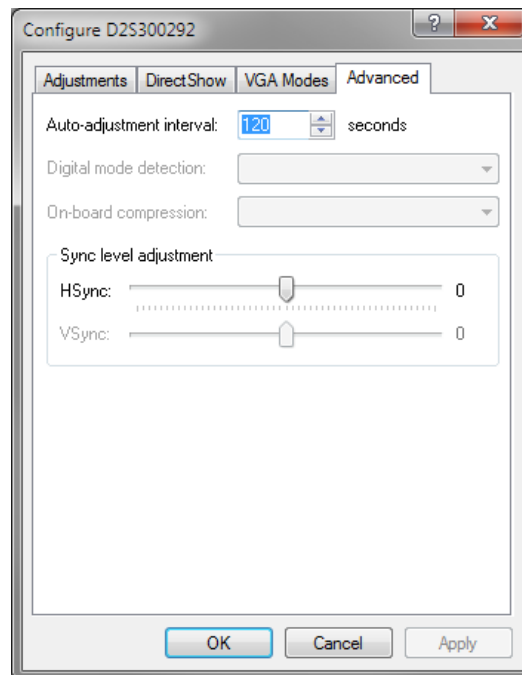 Configure D2S300292
?
Adjustments DirectShow VGA Modes Advanced
Auto-adjustment interval: 120 seconds
Digital mode detection:
On-board compression:
Sync level adjustment
HSync: 0
VSync: 0
OK Cancel Apply